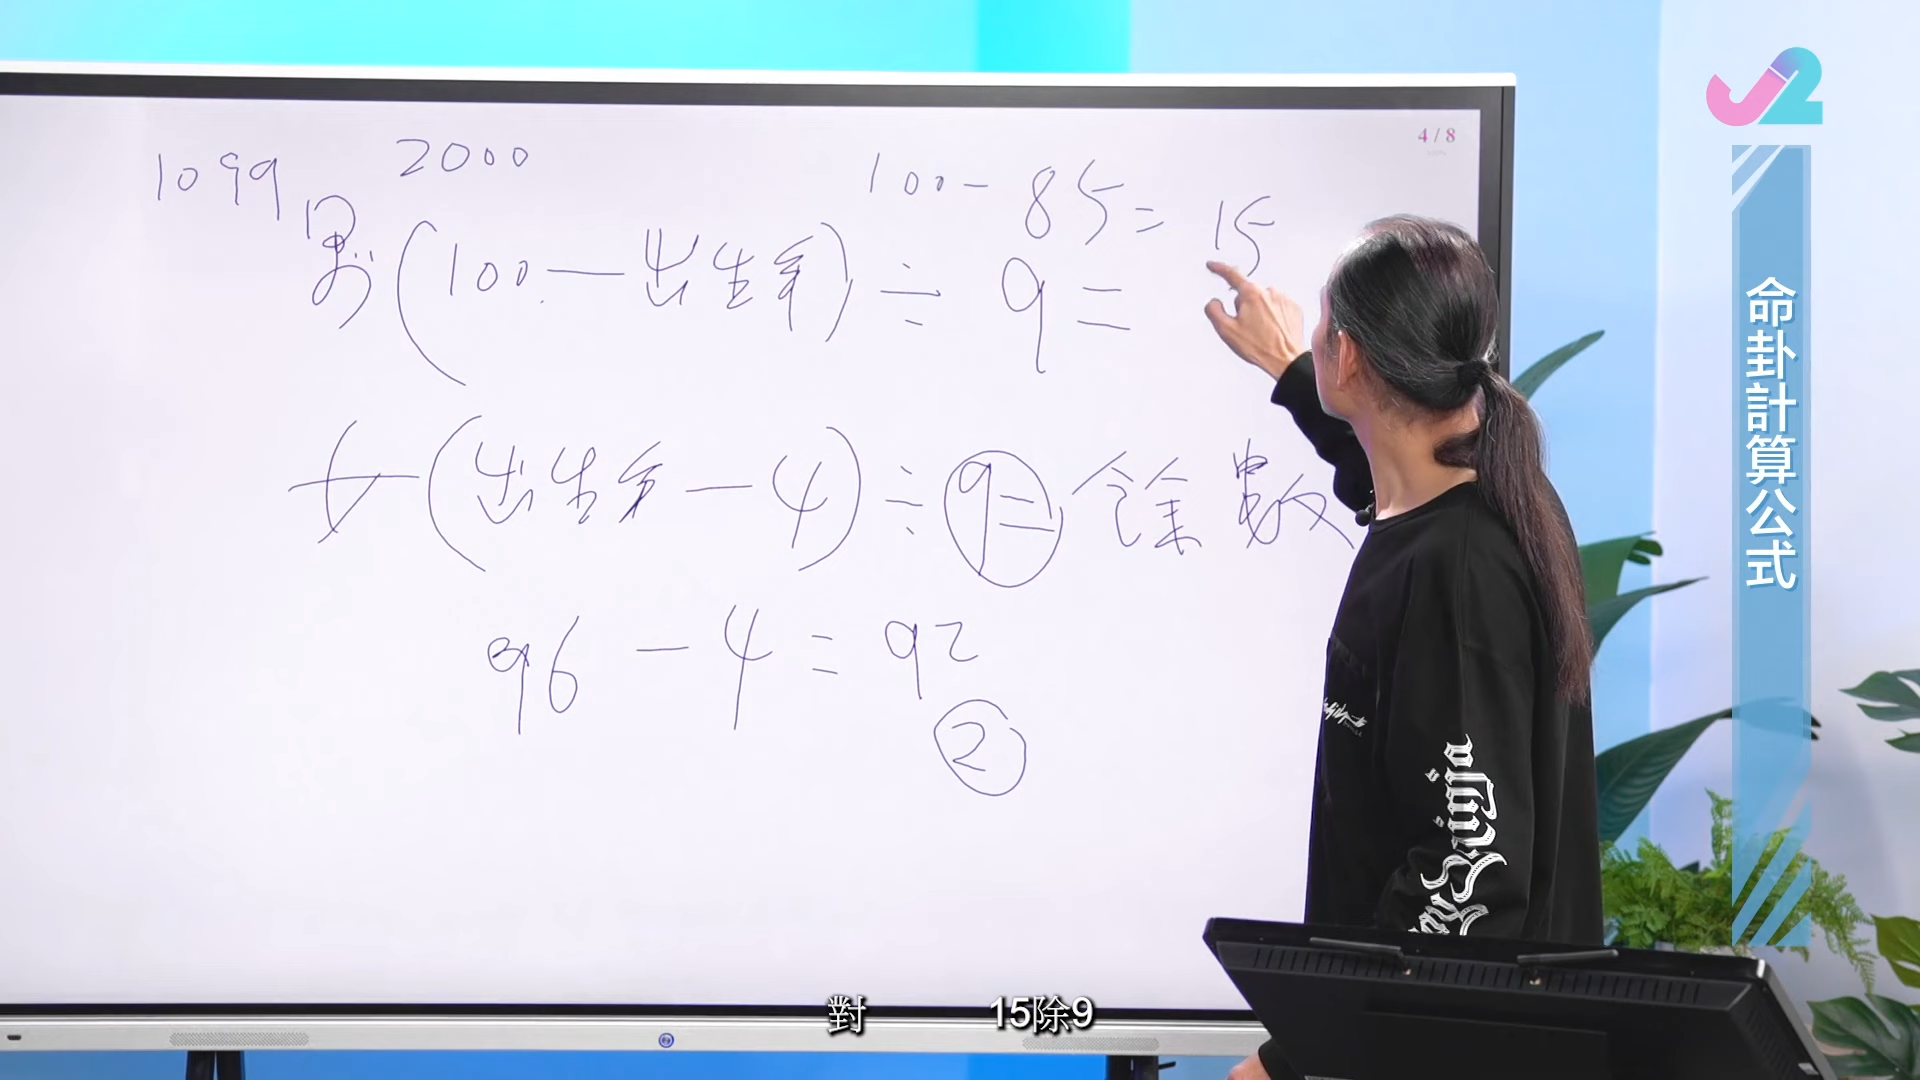 1099
2000
100 - 85 = 15
男 (100 - 出生年) ÷ 9 =
女 (出生年 - 4) ÷ 9 = 餘數
96 - 4 = 92
2
4 / 8
J2
命卦計算公式
對 15除9